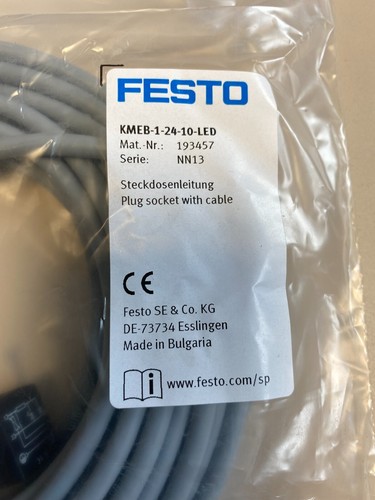 FESTO
KMEB-1-24-10-LED
Mat.-Nr.: 193457
Serie: NN13
Steckdosenleitung
Plug socket with cable
CE
Festo SE & Co. KG
DE-73734 Esslingen
Made in Bulgaria
i www.festo.com/sp